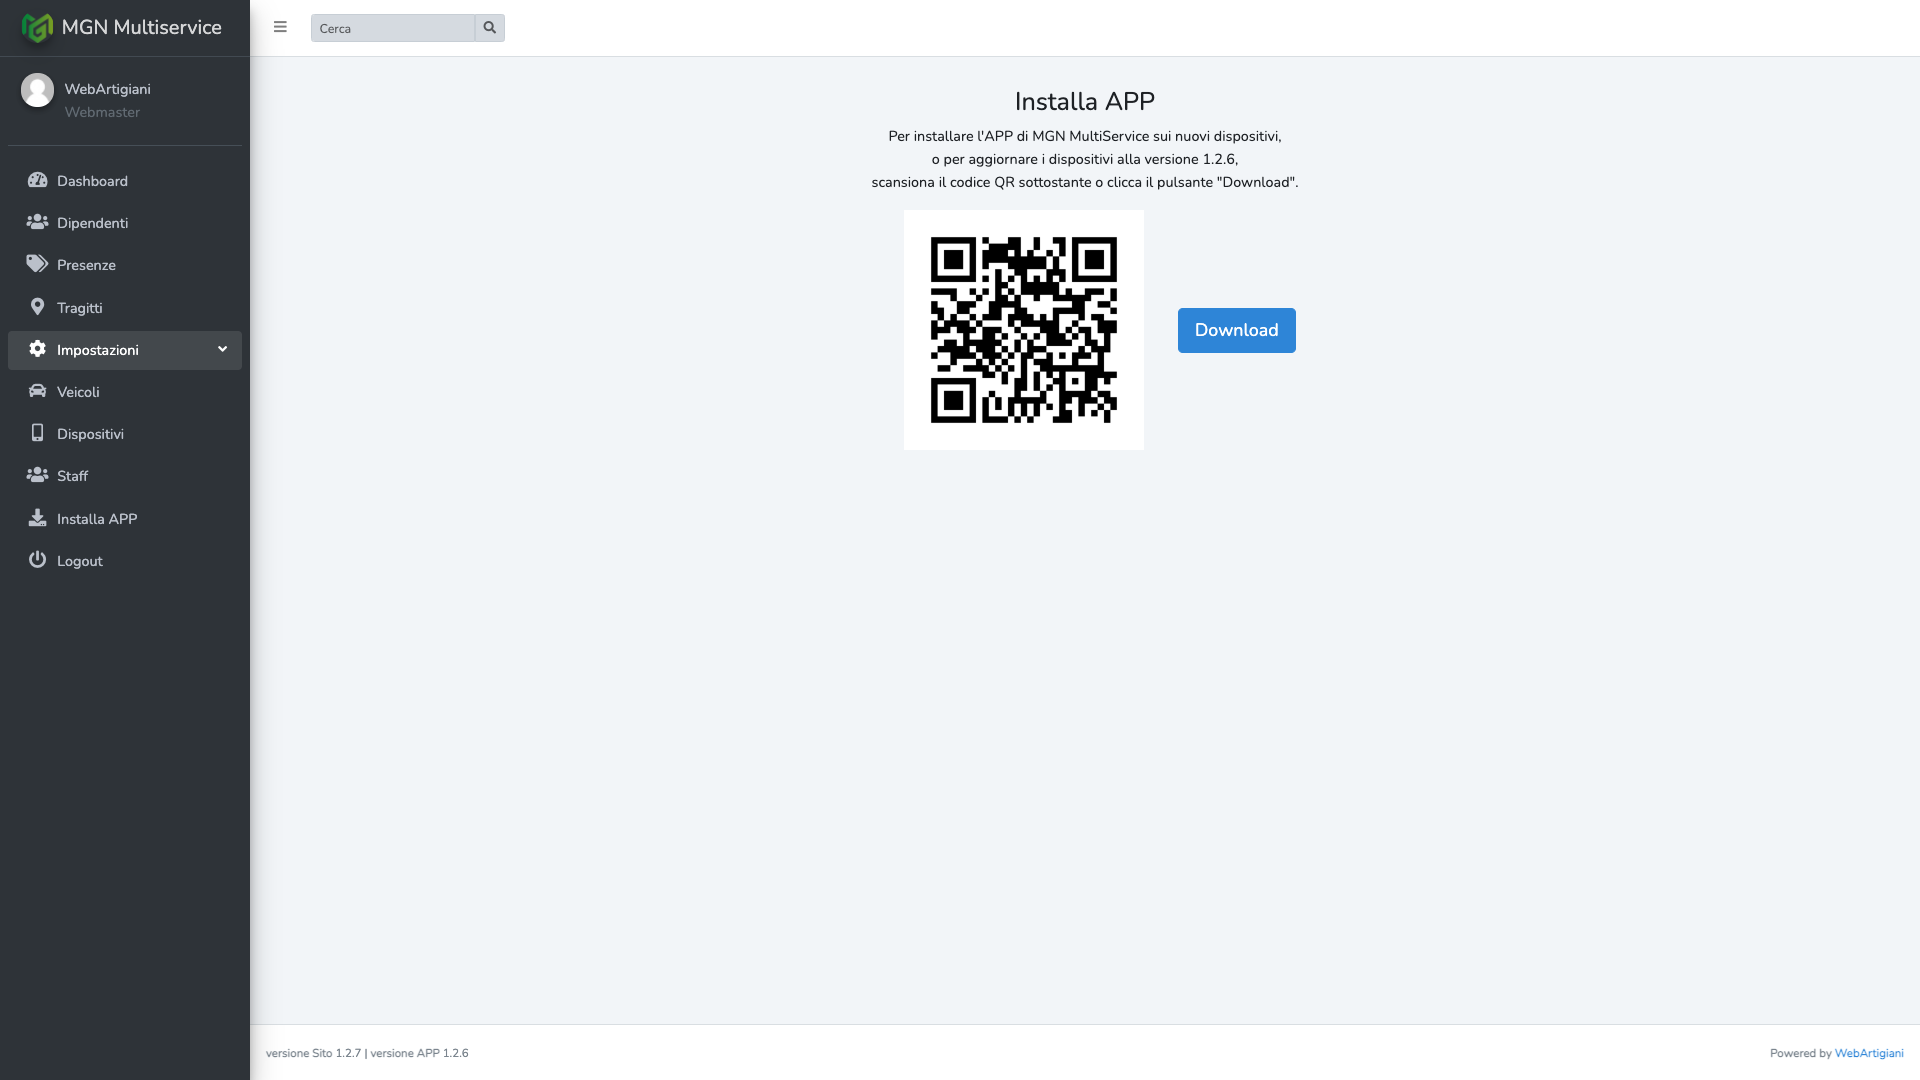 MGN Multiservice
WebArtigiani
Webmaster
Dashboard
Dipendenti
Presenze
Tragitti
Impostazioni
Veicoli
Dispositivi
Staff
Installa APP
Logout
Cerca
Installa APP
Per installare l'APP di MGN MultiService sui nuovi dispositivi,
o per aggiornare i dispositivi alla versione 1.2.6,
scansiona il codice QR sottostante o clicca il pulsante "Download".
Download
versione Sito 1.2.7 | versione APP 1.2.6
Powered by WebArtigiani